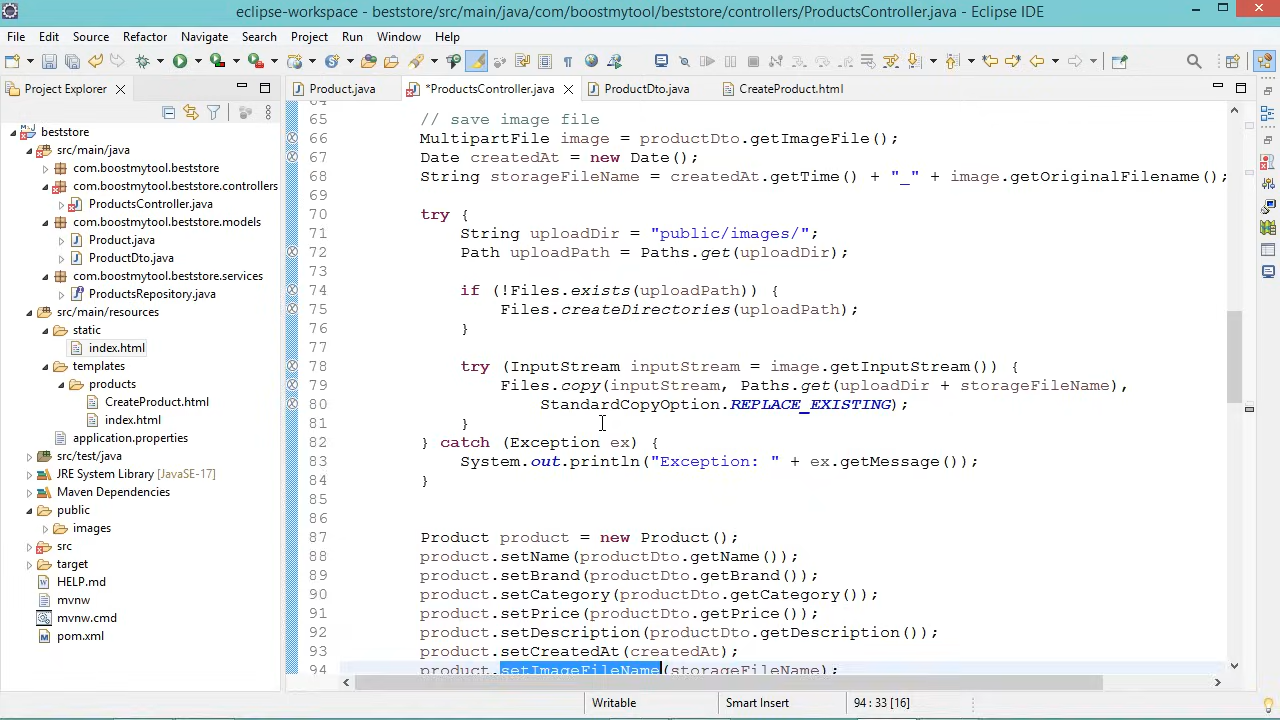 eclipse-workspace - beststore/src/main/java/com/boostmytool/beststore/controllers/ProductsController.java - Eclipse IDE
File Edit Source Refactor Navigate Search Project Run Window Help
Project Explorer
Product.java *ProductsController.java ProductDto.java CreateProduct.html
beststore
src/main/java
com.boostmytool.beststore
com.boostmytool.beststore.controllers
ProductsController.java
com.boostmytool.beststore.models
Product.java
ProductDto.java
com.boostmytool.beststore.services
ProductsRepository.java
src/main/resources
static
index.html
templates
products
CreateProduct.html
index.html
application.properties
src/test/java
JRE System Library [JavaSE-17]
Maven Dependencies
public
images
src
target
HELP.md
mvnw
mvnw.cmd
pom.xml
65 // save image file
66 MultipartFile image = productDto.getImageFile();
67 Date createdAt = new Date();
68 String storageFileName = createdAt.getTime() + "_" + image.getOriginalFilename();
69
70 try {
71 String uploadDir = "public/images/";
72 Path uploadPath = Paths.get(uploadDir);
73
74 if (!Files.exists(uploadPath)) {
75 Files.createDirectories(uploadPath);
76 }
77
78 try (InputStream inputStream = image.getInputStream()) {
79 Files.copy(inputStream, Paths.get(uploadDir + storageFileName),
80 StandardCopyOption.REPLACE_EXISTING);
81 }
82 } catch (Exception ex) {
83 System.out.println("Exception: " + ex.getMessage());
84 }
85
86
87 Product product = new Product();
88 product.setName(productDto.getName());
89 product.setBrand(productDto.getBrand());
90 product.setCategory(productDto.getCategory());
91 product.setPrice(productDto.getPrice());
92 product.setDescription(productDto.getDescription());
93 product.setCreatedAt(createdAt);
94 product.setImageFileName(storageFileName);
Writable Smart Insert 94 : 33 [16]